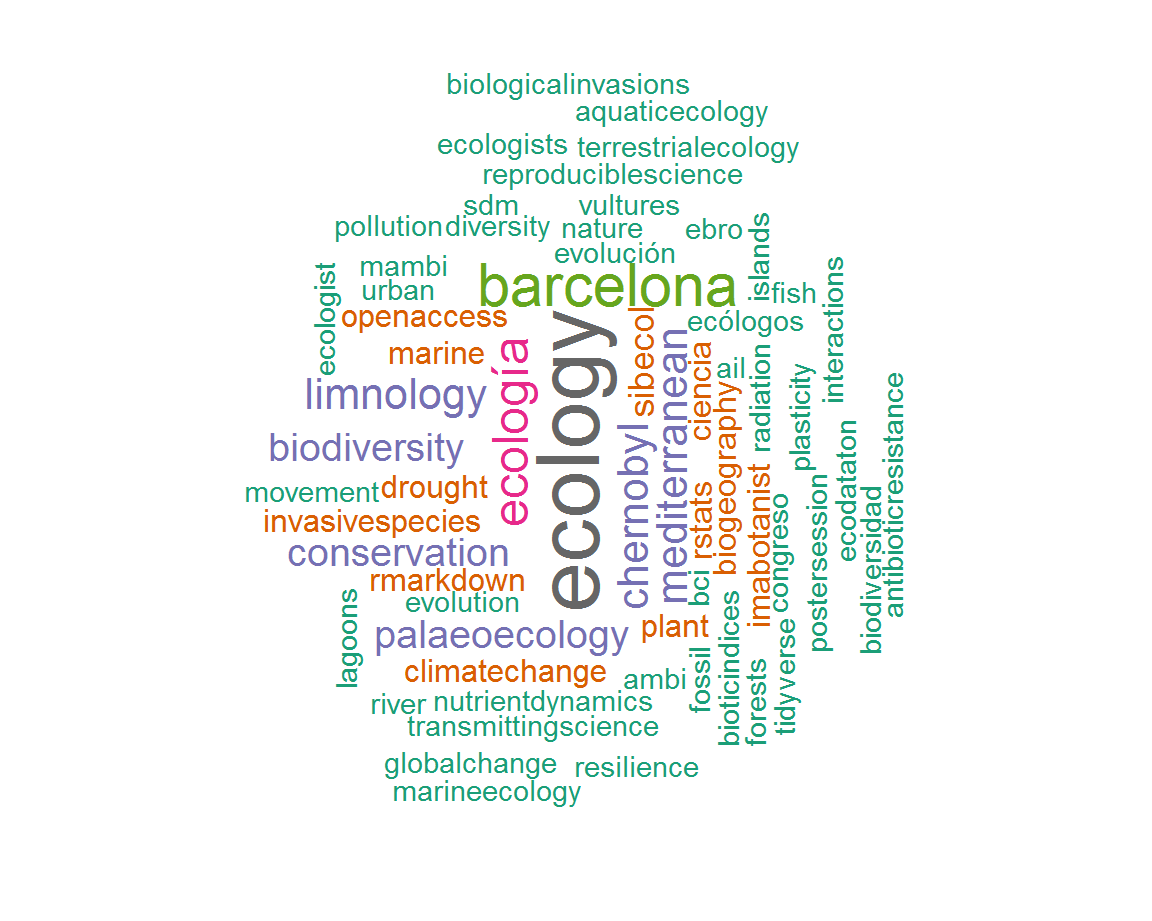 biologicalinvasions
aquaticecology
ecologists
terrestrialecology
reproduciblescience
sdm
vultures
pollution
diversity
nature
ebro
islands
evolución
mambi
urban
ecologist
barcelona
fish
interactions
openaccess
ecólogos
marine
ecología
ecology
sibecol
mediterranean
ciencia
ail
radiation
plasticity
limnology
chernobyl
biogeography
biodiversity
antibioticresistance
movement
drought
rstats
ecodataton
invasivespecies
imabotanist
congreso
postersession
biodiversidad
conservation
rmarkdown
bci
evolution
lagoons
palaeoecology
plant
bioticindices
tidyverse
fossil
forests
climatechange
ambi
river
nutrientdynamics
transmittingscience
globalchange
resilience
marineecology